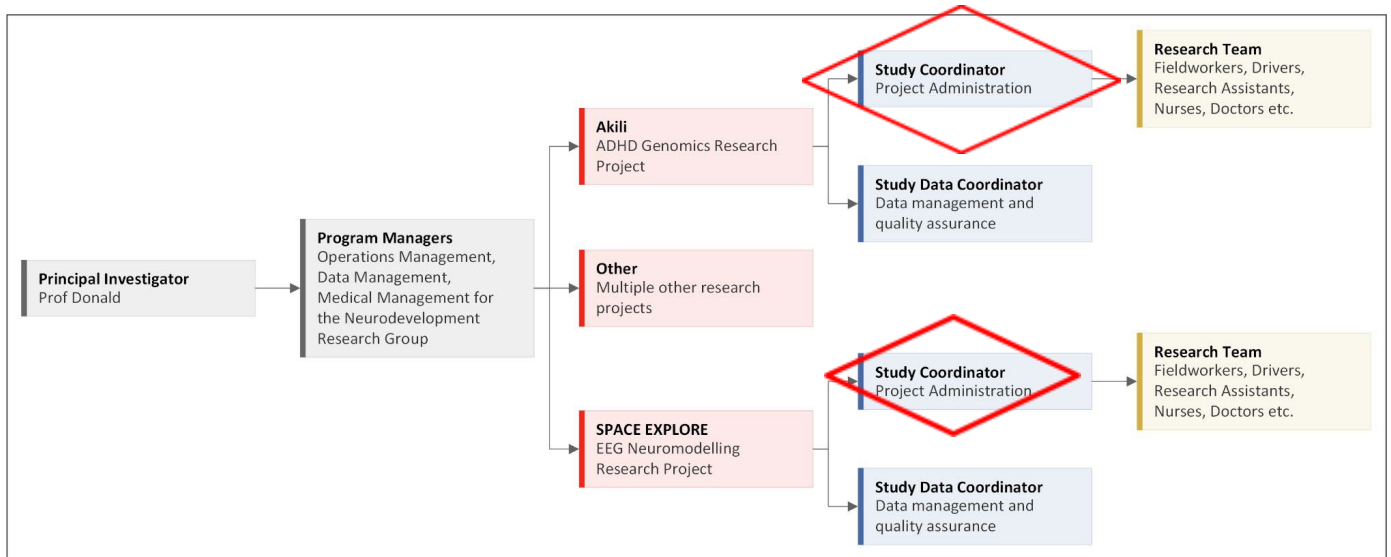 Principal Investigator
Prof Donald
Program Managers
Operations Management,
Data Management,
Medical Management for
the Neurodevelopment
Research Group
Akili
ADHD Genomics Research
Project
Other
Multiple other research
projects
SPACE EXPLORE
EEG Neuromodelling
Research Project
Study Coordinator
Project Administration
Study Data Coordinator
Data management and
quality assurance
Study Coordinator
Project Administration
Study Data Coordinator
Data management and
quality assurance
Research Team
Fieldworkers, Drivers,
Research Assistants,
Nurses, Doctors etc.
Research Team
Fieldworkers, Drivers,
Research Assistants,
Nurses, Doctors etc.